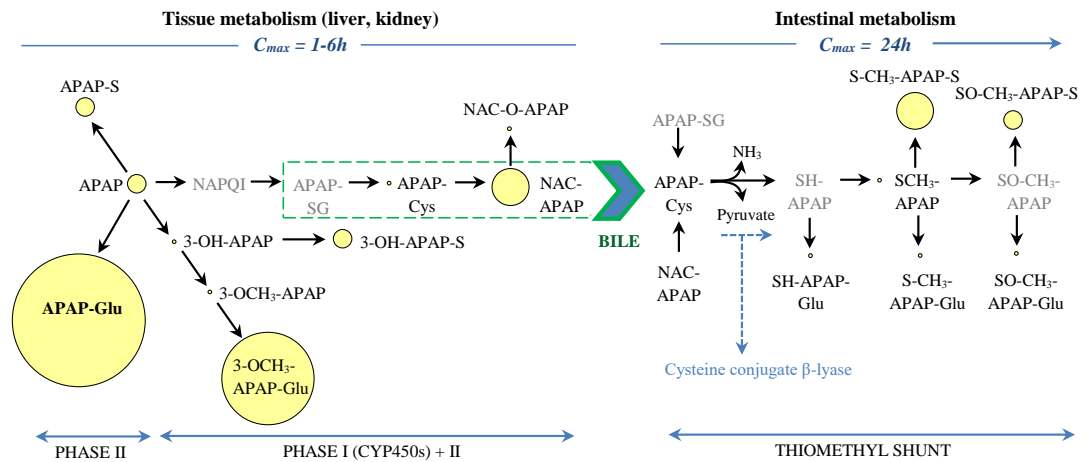 Tissue metabolism (liver, kidney)
Cmax = 1-6h
Intestinal metabolism
Cmax = 24h
APAP-S
NAC-O-APAP
APAP
NAPQI
APAP-
SG
APAP-
Cys
NAC-
APAP
3-OH-APAP
3-OH-APAP-S
3-OCH₃-APAP
APAP-Glu
3-OCH₃-
APAP-Glu
BILE
APAP-SG
NH₃
APAP-
Cys
Pyruvate
NAC-
APAP
SH-
APAP
SH-APAP-
Glu
S-CH₃-APAP-S
SCH₃-
APAP
S-CH₃-
APAP-Glu
SO-CH₃-APAP-S
SO-CH₃-
APAP
SO-CH₃-
APAP-Glu
Cysteine conjugate β-lyase
PHASE II
PHASE I (CYP450s) + II
THIOMETHYL SHUNT